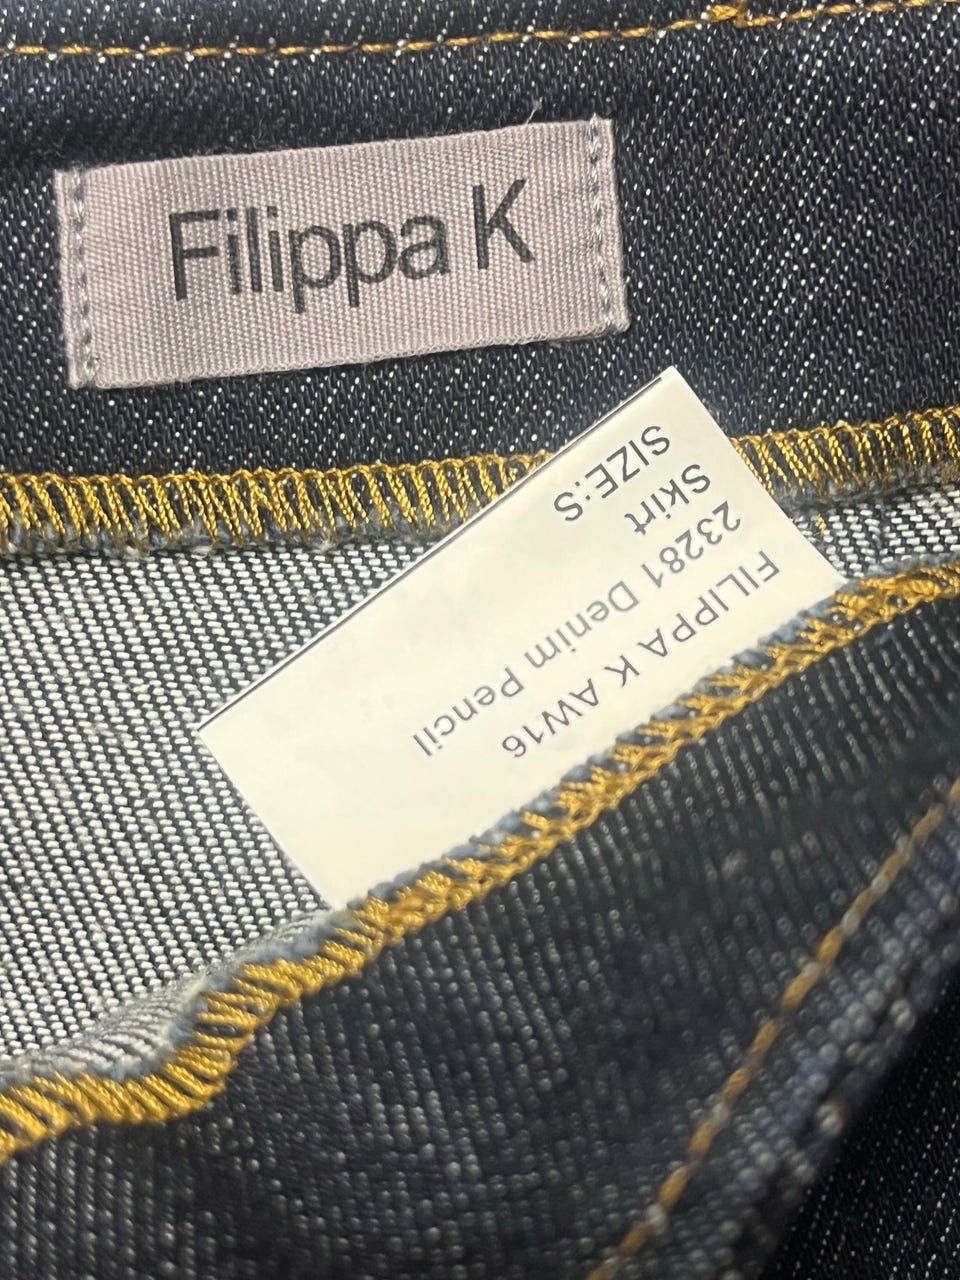 Filippa K
FILIPPA K AW16
23281 Denim Pencil
Skirt
SIZE:S